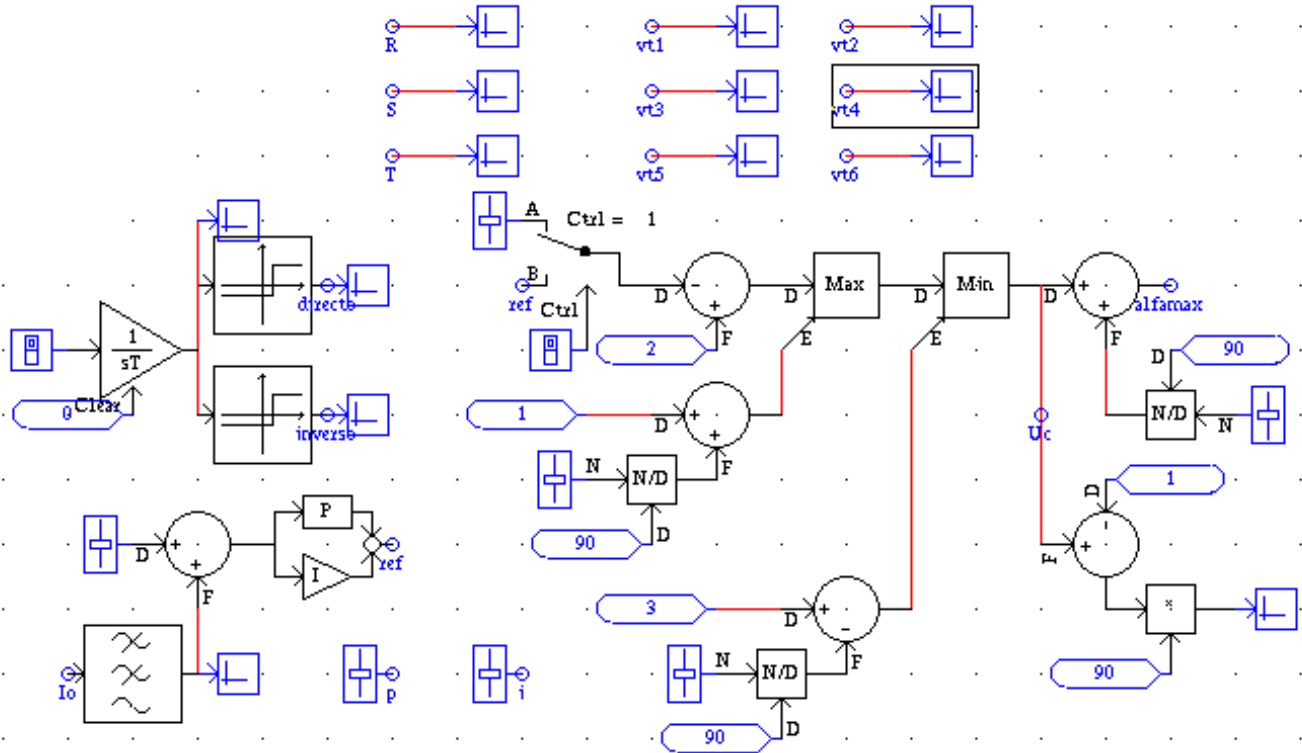 R vt1 vt2
S vt3 vt4
T vt5 vt6
A Ctrl = 1
B
ref Ctrl
D - + F
2
D Max D Min D + + F
alfamax
E E
directo
1
sT
Clear
0
inverso
1
D + + F
N N/D
90 D
D 90
N/D N
Uc
D 1
- + F
*
90
D + + F
P
I
ref
Io
p
i
3
D + - F
N N/D
90 D